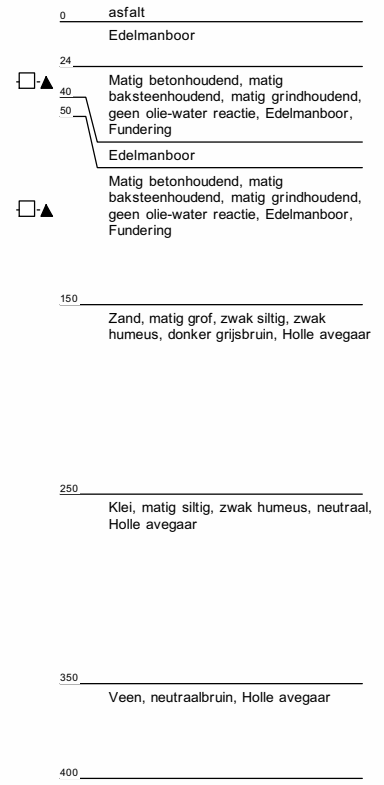 0 asfalt
Edelmanboor
24
Matig betonhoudend, matig
baksteenhoudend, matig grindhoudend,
40
geen olie-water reactie, Edelmanboor,
50
Fundering
Edelmanboor
Matig betonhoudend, matig
baksteenhoudend, matig grindhoudend,
geen olie-water reactie, Edelmanboor,
Fundering
150
Zand, matig grof, zwak siltig, zwak
humeus, donker grijsbruin, Holle avegaar
250
Klei, matig siltig, zwak humeus, neutraal,
Holle avegaar
350
Veen, neutraalbruin, Holle avegaar
400